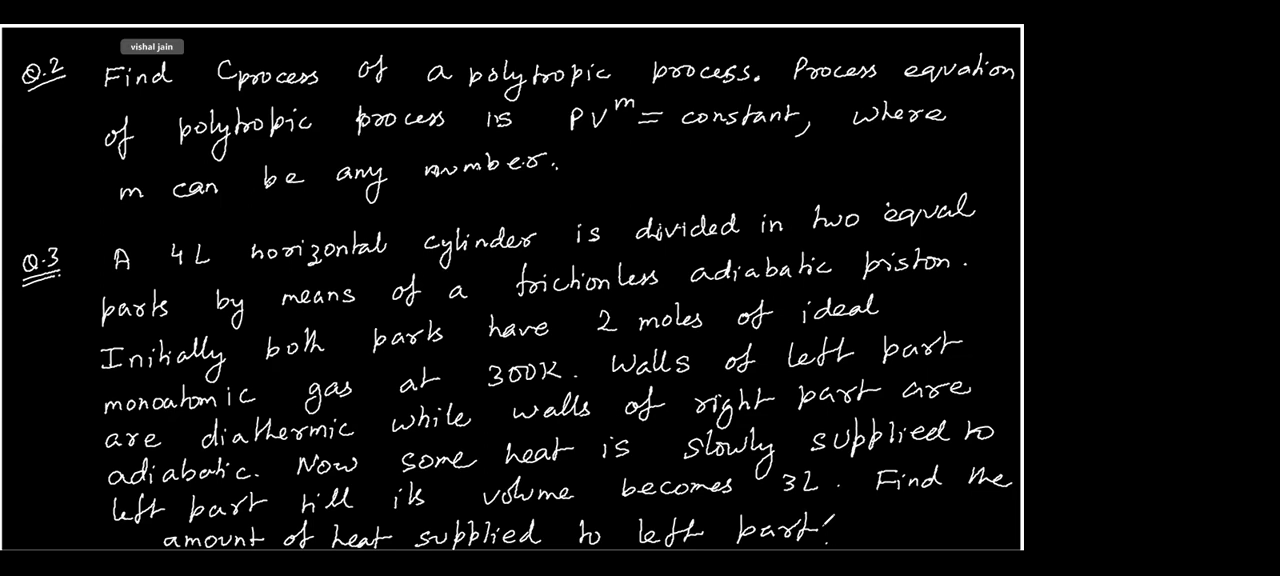 vishal jain
Q.2 Find Cprocess of a polytropic process. Process equation
of polytropic process is PV^m = constant, where
m can be any number.
Q.3 A 4L horizontal cylinder is divided in two equal
parts by means of a frictionless adiabatic piston.
Initially both parts have 2 moles of ideal
monoatomic gas at 300K. Walls of left part
are diathermic while walls of right part are
adiabatic. Now some heat is slowly supplied to
left part till its volume becomes 3L. Find the
amount of heat supplied to left part!